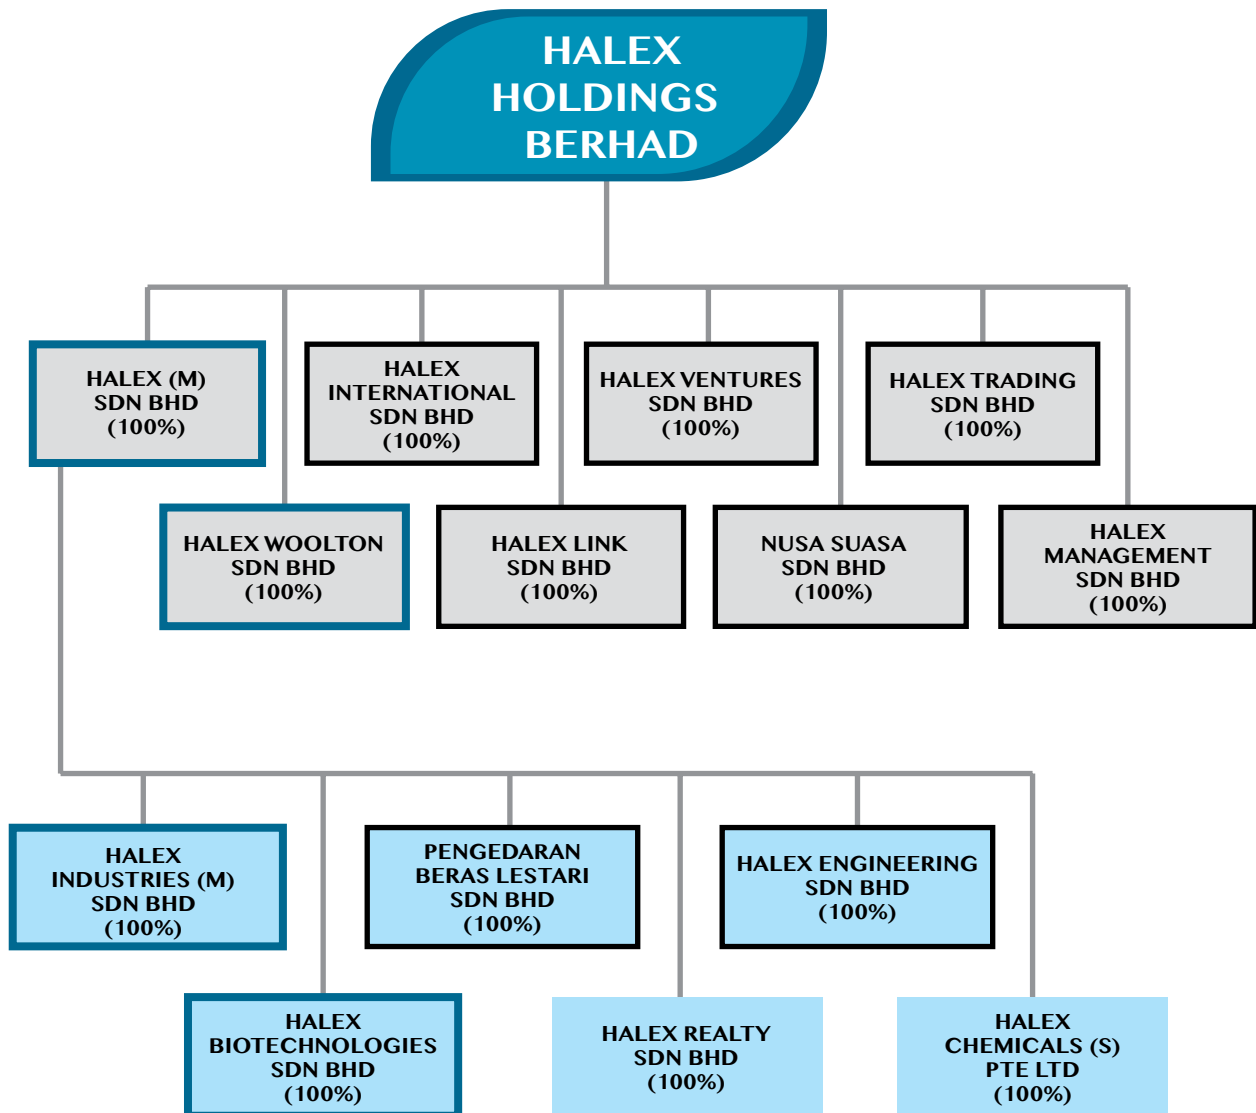 HALEX
HOLDINGS
BERHAD
HALEX (M)
SDN BHD
(100%)
HALEX
INTERNATIONAL
SDN BHD
(100%)
HALEX VENTURES
SDN BHD
(100%)
HALEX TRADING
SDN BHD
(100%)
HALEX WOOLTON
SDN BHD
(100%)
HALEX LINK
SDN BHD
(100%)
NUSA SUASA
SDN BHD
(100%)
HALEX
MANAGEMENT
SDN BHD
(100%)
HALEX
INDUSTRIES (M)
SDN BHD
(100%)
PENGEDARAN
BERAS LESTARI
SDN BHD
(100%)
HALEX ENGINEERING
SDN BHD
(100%)
HALEX
BIOTECHNOLOGIES
SDN BHD
(100%)
HALEX REALTY
SDN BHD
(100%)
HALEX
CHEMICALS (S)
PTE LTD
(100%)